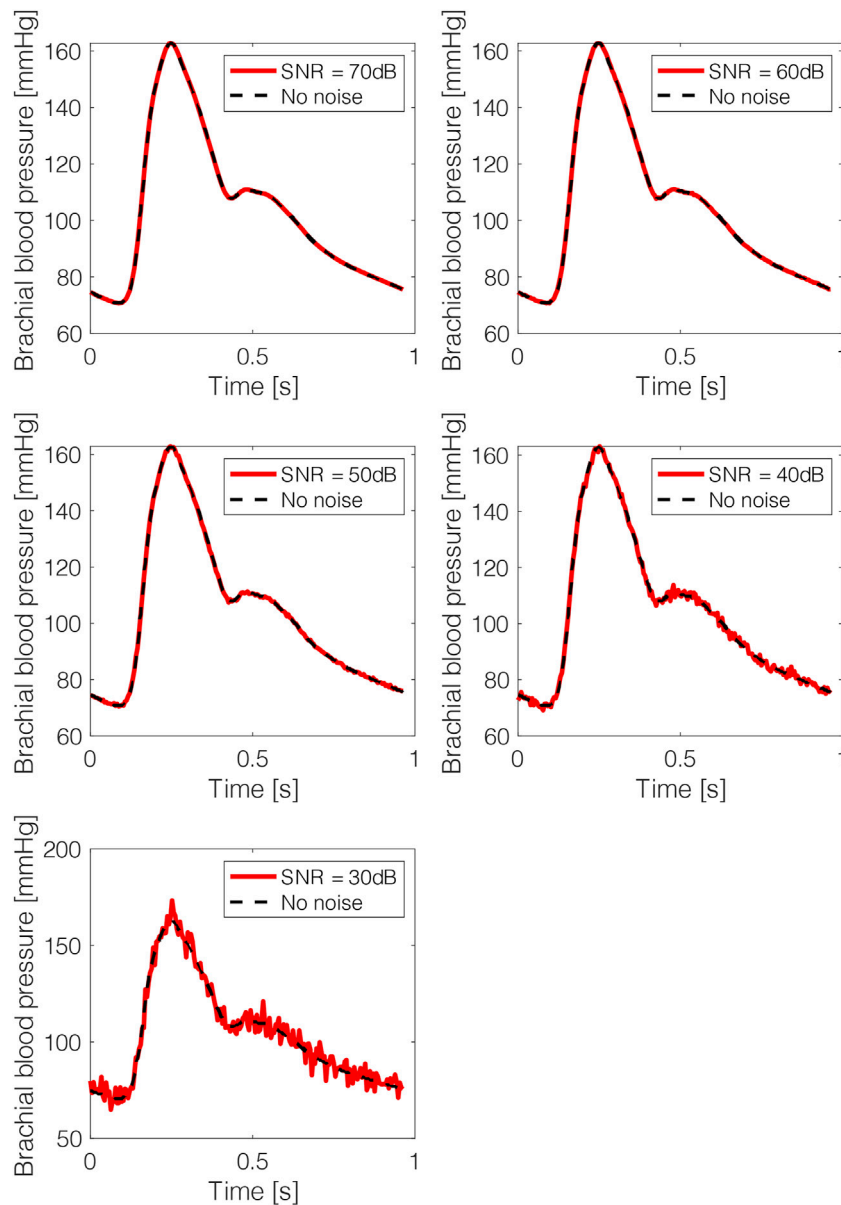 Brachial blood pressure [mmHg]
160
140
120
100
80
60
0
0.5
1
Time [s]
SNR = 70dB
No noise
Brachial blood pressure [mmHg]
160
140
120
100
80
60
0
0.5
1
Time [s]
SNR = 60dB
No noise
Brachial blood pressure [mmHg]
160
140
120
100
80
60
0
0.5
1
Time [s]
SNR = 50dB
No noise
Brachial blood pressure [mmHg]
160
140
120
100
80
60
0
0.5
1
Time [s]
SNR = 40dB
No noise
Brachial blood pressure [mmHg]
200
150
100
50
0
0.5
1
Time [s]
SNR = 30dB
No noise